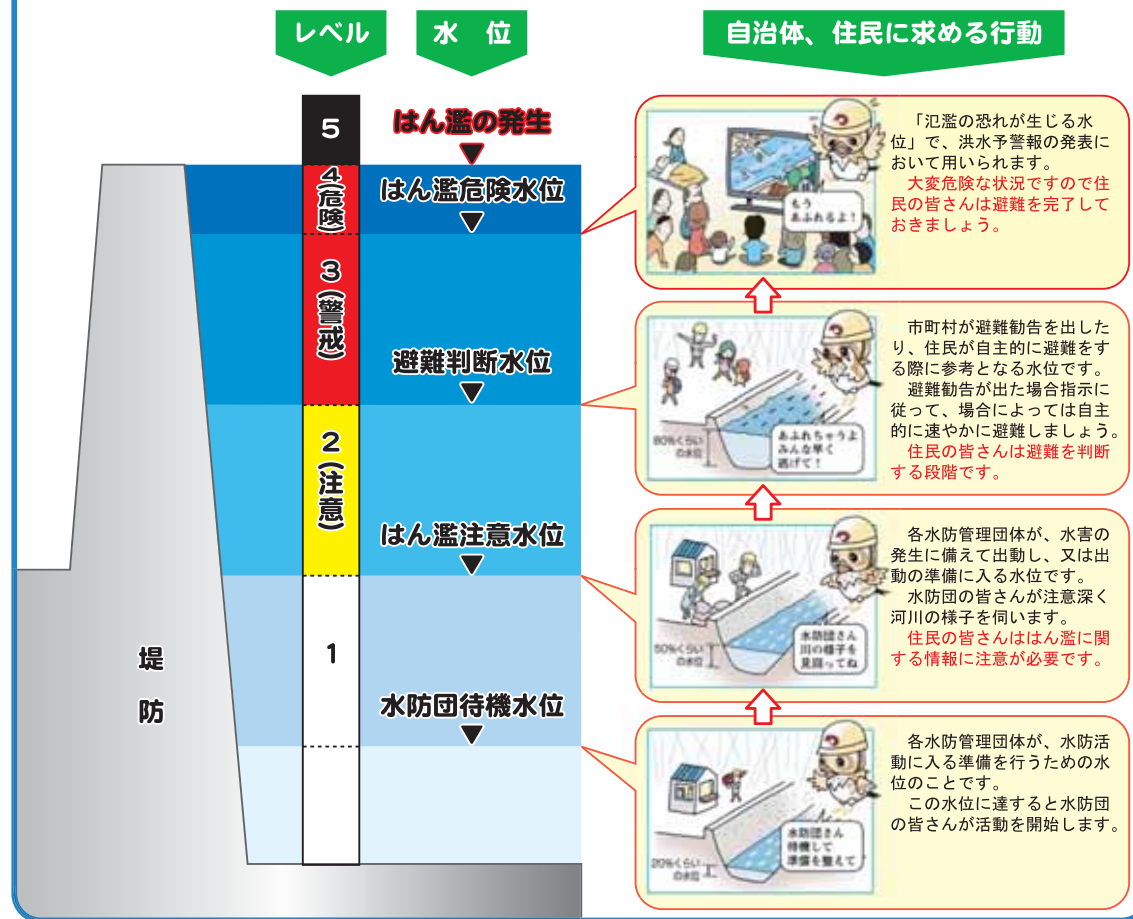 レベル
水 位
自治体、住民に求める行動
5
はん濫の発生
4(危険)
はん濫危険水位
3(警戒)
避難判断水位
2(注意)
はん濫注意水位
1
水防団待機水位
堤防
もう
あふれるよ!
「氾濫の恐れが生じる水
位」で、洪水予警報の発表に
おいて用いられます。
大変危険な状況ですので住
民の皆さんは避難を完了して
おきましょう。
80%くらい
の水位
あふれちゃうよ
みんな早く
逃げて!
市町村が避難勧告を出した
り、住民が自主的に避難をす
る際に参考となる水位です。
避難勧告が出た場合指示に
従って、場合によっては自主
的に速やかに避難しましょう。
住民の皆さんは避難を判断
する段階です。
50%くらい
の水位
水防団さん
川の様子を
見回ってね
各水防管理団体が、水害の
発生に備えて出動し、又は出
動の準備に入る水位です。
水防団の皆さんが注意深く
河川の様子を伺います。
住民の皆さんははん濫に関
する情報に注意が必要です。
20%くらい
の水位
水防団さん
待機して
準備を整えて
各水防管理団体が、水防活
動に入る準備を行うための水
位のことです。
この水位に達すると水防団
の皆さんが活動を開始します。